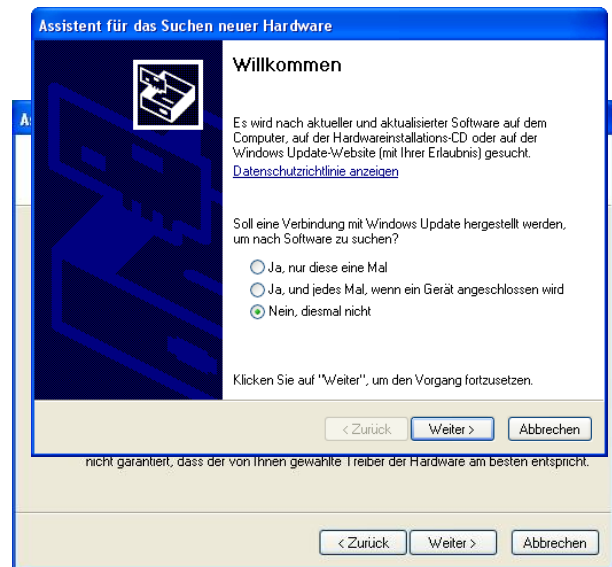 Assistent für das Suchen neuer Hardware
Willkommen
Es wird nach aktueller und aktualisierter Software auf dem
Computer, auf der Hardwareinstallations-CD oder auf der
Windows Update-Website (mit Ihrer Erlaubnis) gesucht.
Datenschutzrichtlinie anzeigen
Soll eine Verbindung mit Windows Update hergestellt werden,
um nach Software zu suchen?
Ja, nur diese eine Mal
Ja, und jedes Mal, wenn ein Gerät angeschlossen wird
Nein, diesmal nicht
Klicken Sie auf "Weiter", um den Vorgang fortzusetzen.
< Zurück Weiter > Abbrechen
nicht garantiert, dass der von Ihnen gewählte Treiber der Hardware am besten entspricht.
< Zurück Weiter > Abbrechen